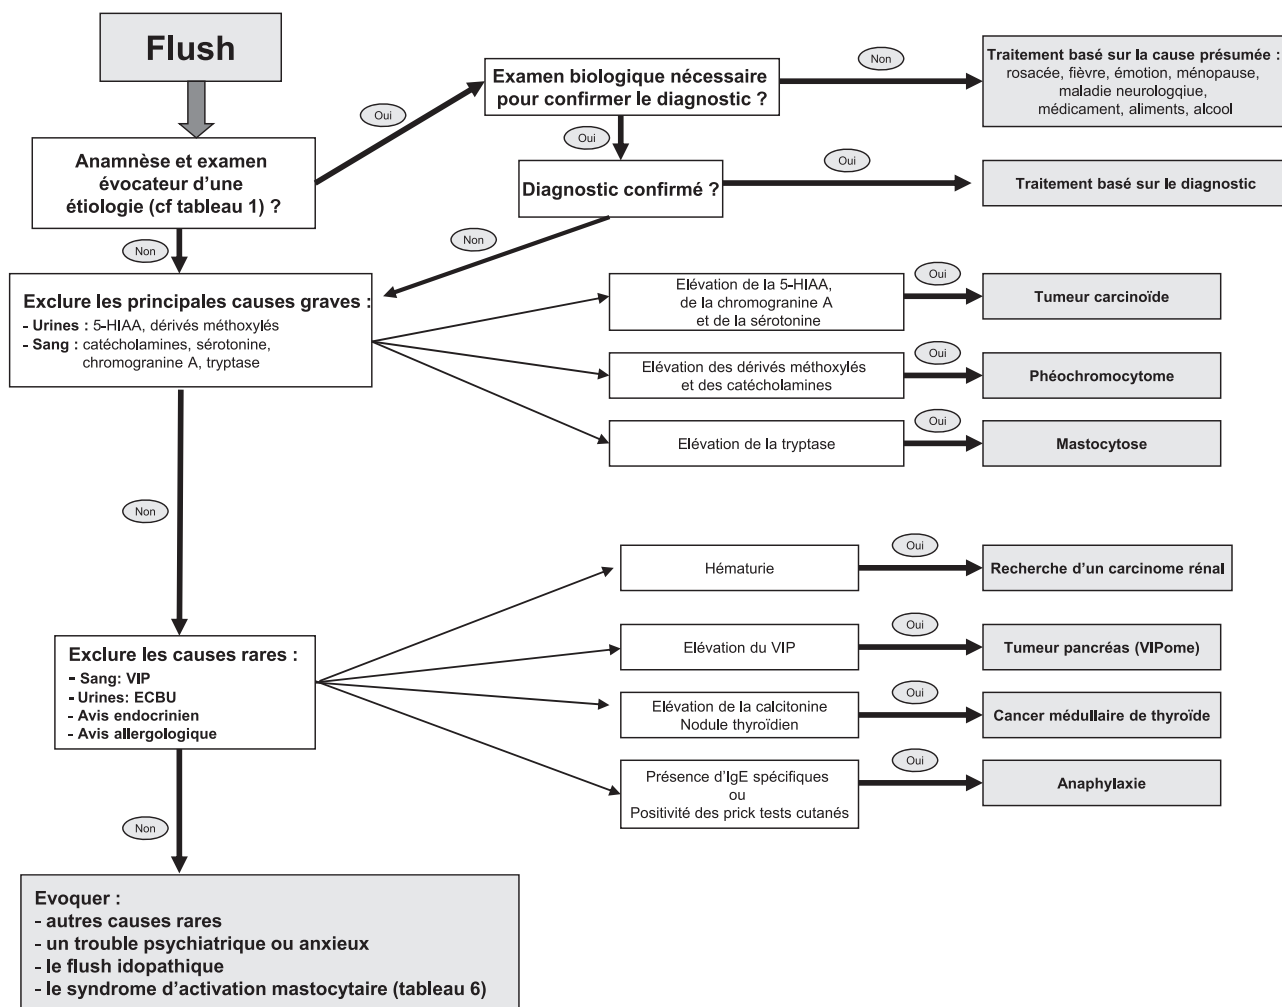 Flush
Oui
Examen biologique nécessaire
pour confirmer le diagnostic ?
Non
Traitement basé sur la cause présumée :
rosacée, fièvre, émotion, ménopause,
maladie neurologqiue,
médicament, aliments, alcool
Anamnèse et examen
évocateur d'une
étiologie (cf tableau 1) ?
Oui
Diagnostic confirmé ?
Oui
Traitement basé sur le diagnostic
Non
Non
Exclure les principales causes graves :
- Urines : 5-HIAA, dérivés méthoxylés
- Sang : catécholamines, sérotonine,
chromogranine A, tryptase
Elévation de la 5-HIAA,
de la chromogranine A
et de la sérotonine
Oui
Tumeur carcinoïde
Elévation des dérivés méthoxylés
et des catécholamines
Oui
Phéochromocytome
Elévation de la tryptase
Oui
Mastocytose
Non
Hématurie
Oui
Recherche d'un carcinome rénal
Exclure les causes rares :
- Sang: VIP
- Urines: ECBU
- Avis endocrinien
- Avis allergologique
Elévation du VIP
Oui
Tumeur pancréas (VIPome)
Elévation de la calcitonine
Nodule thyroïdien
Oui
Cancer médullaire de thyroïde
Présence d'IgE spécifiques
ou
Positivité des prick tests cutanés
Oui
Anaphylaxie
Non
Evoquer :
- autres causes rares
- un trouble psychiatrique ou anxieux
- le flush idopathique
- le syndrome d'activation mastocytaire (tableau 6)